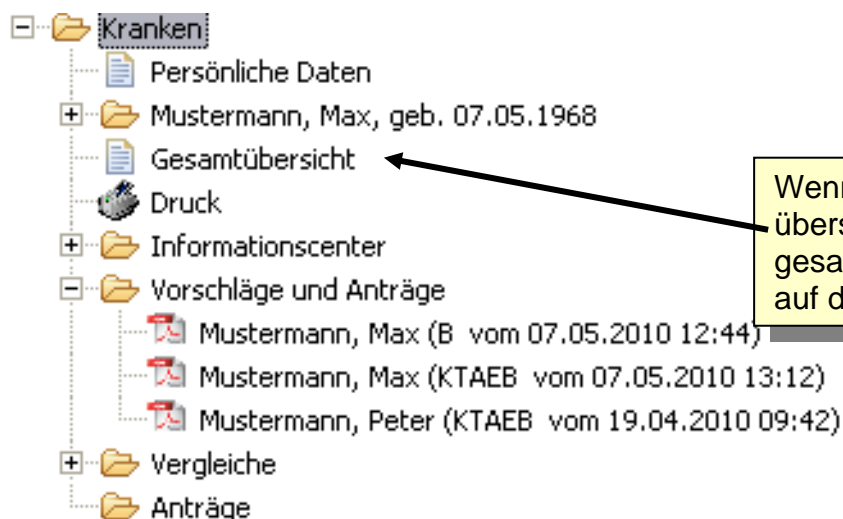 Kranken
Persönliche Daten
Mustermann, Max, geb. 07.05.1968
Gesamtübersicht
Druck
Informationscenter
Vorschläge und Anträge
Mustermann, Max (B vom 07.05.2010 12:44)
Mustermann, Max (KTAEB vom 07.05.2010 13:12)
Mustermann, Peter (KTAEB vom 19.04.2010 09:42)
Vergleiche
Anträge
Wenn
übers
gesa
auf d